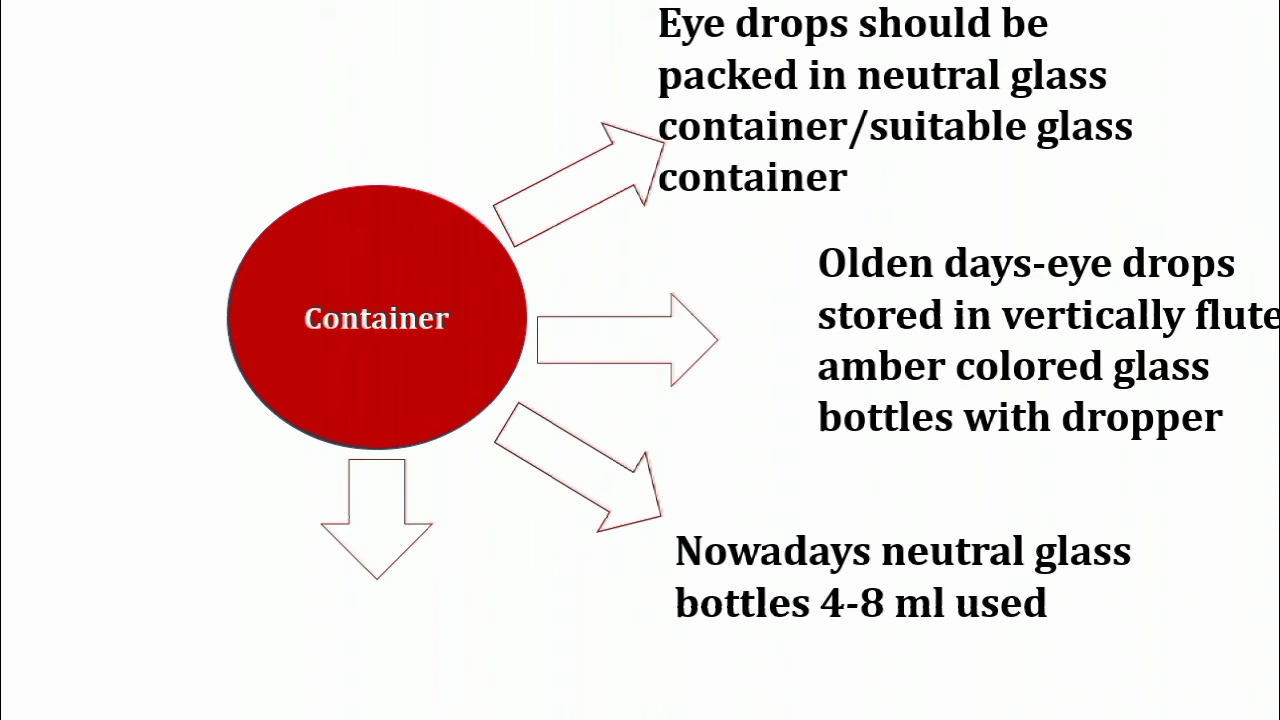 Eye drops should be
packed in neutral glass
container/suitable glass
container
Container
Olden days-eye drops
stored in vertically flute
amber colored glass
bottles with dropper
Nowadays neutral glass
bottles 4-8 ml used